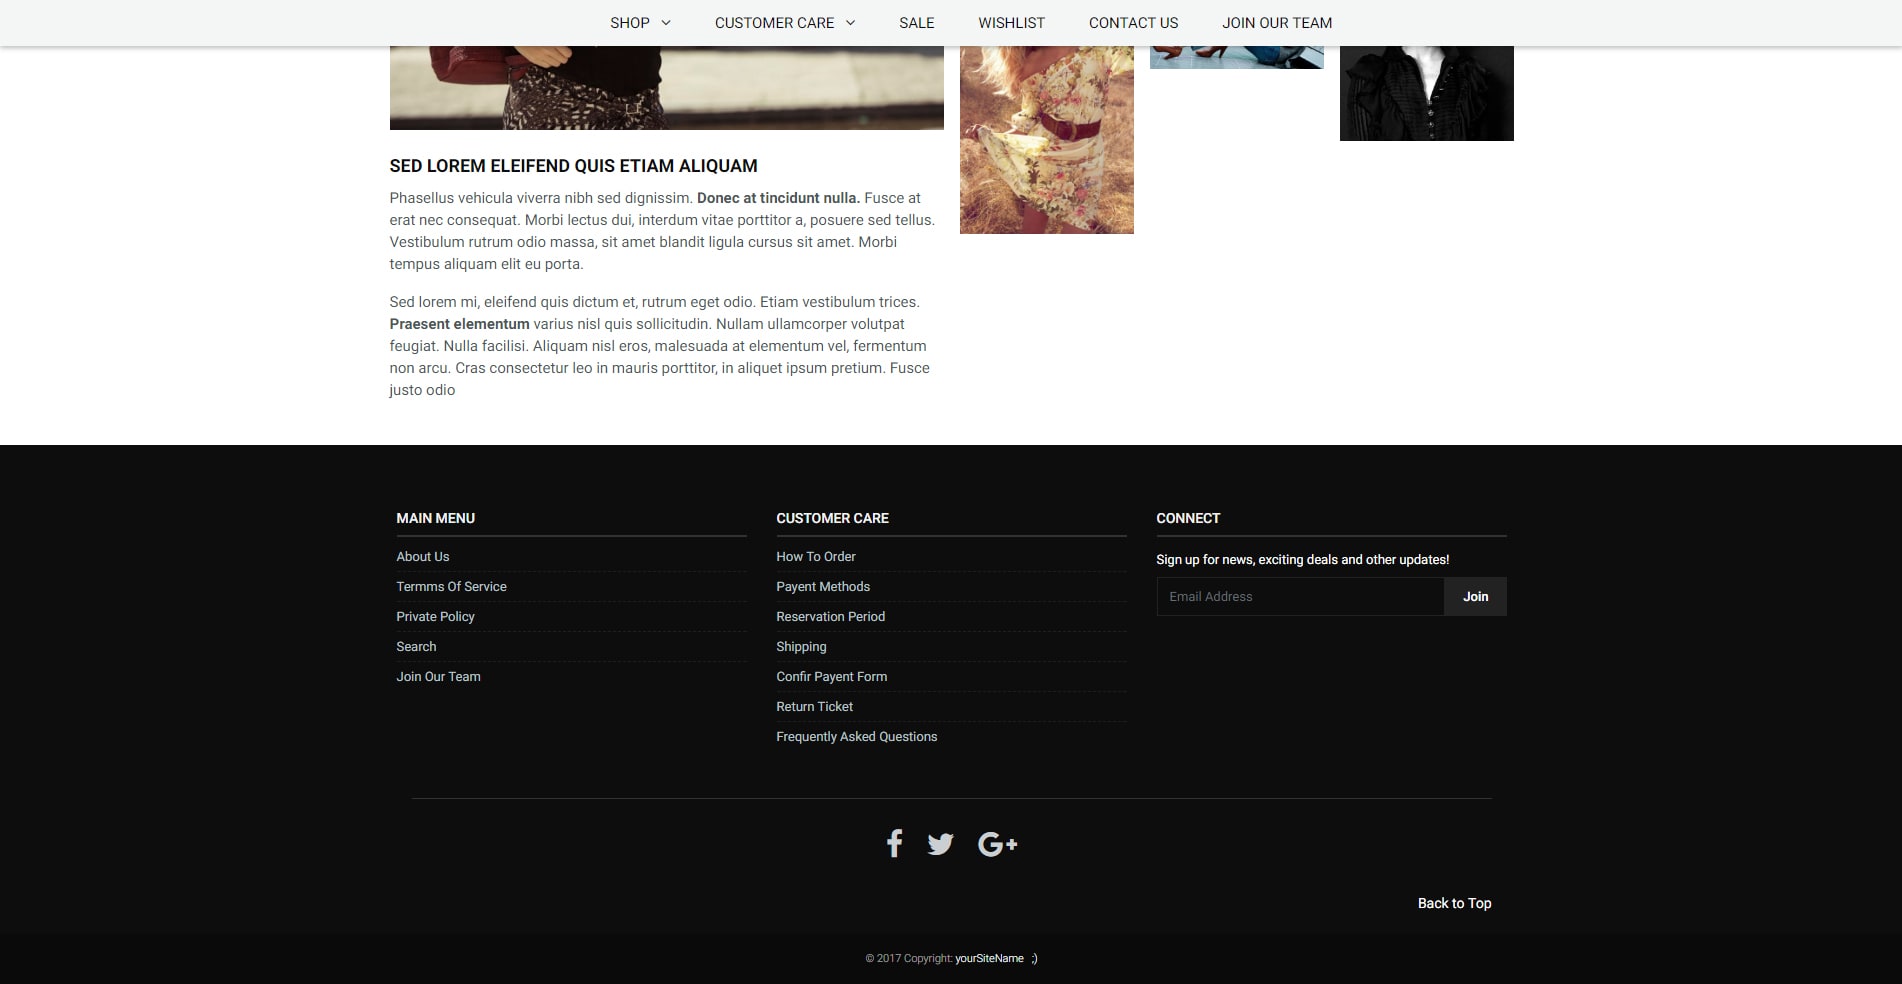 SHOP CUSTOMER CARE SALE WISHLIST CONTACT US JOIN OUR TEAM
SED LOREM ELEIFEND QUIS ETIAM ALIQUAM
Phasellus vehicula viverra nibh sed dignissim. Donec at tincidunt nulla. Fusce at
erat nec consequat. Morbi lectus dui, interdum vitae porttitor a, posuere sed tellus.
Vestibulum rutrum odio massa, sit amet blandit ligula cursus sit amet. Morbi
tempus aliquam elit eu porta.
Sed lorem mi, eleifend quis dictum et, rutrum eget odio. Etiam vestibulum trices.
Praesent elementum varius nisl quis sollicitudin. Nullam ullamcorper volutpat
feugiat. Nulla facilisi. Aliquam nisl eros, malesuada at elementum vel, fermentum
non arcu. Cras consectetur leo in mauris porttitor, in aliquet ipsum pretium. Fusce
justo odio
MAIN MENU
About Us
Termms Of Service
Private Policy
Search
Join Our Team
CUSTOMER CARE
How To Order
Payent Methods
Reservation Period
Shipping
Confir Payent Form
Return Ticket
Frequently Asked Questions
CONNECT
Sign up for news, exciting deals and other updates!
Email Address Join
Back to Top
© 2017 Copyright: yourSiteName ;)